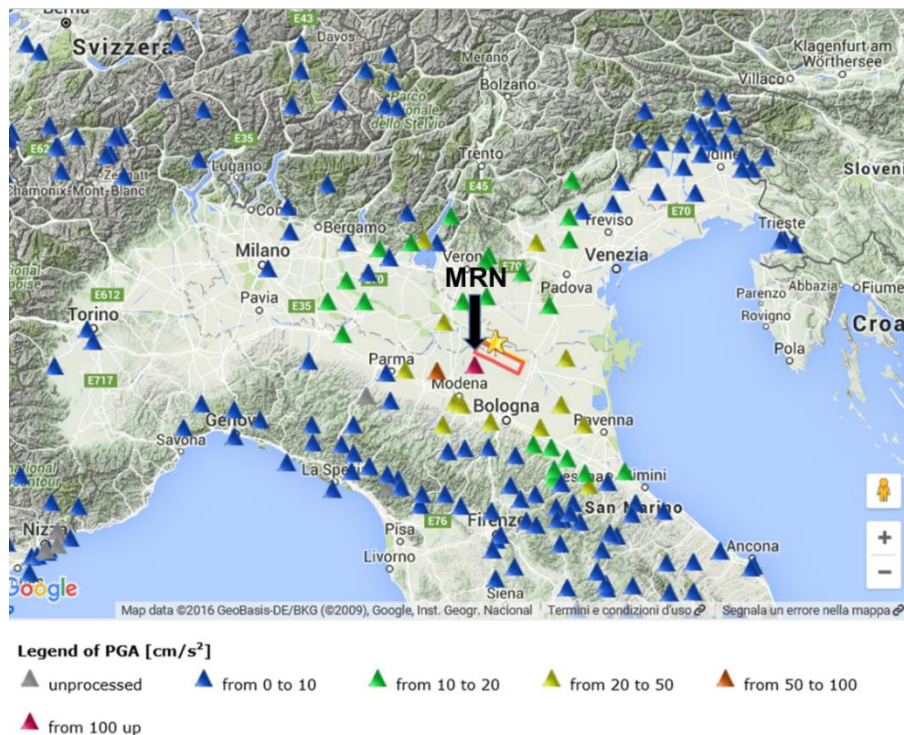 Berna
E43
Davos
Svizzera
Merano
Klagenfurt am
Wörthersee
Villaco
Bolzano
Parco
dello Stelvio
E35
E62
Trento
Lugano
Udine
Sloveni
Chamonix-Mont-Blanc
E45
Bergamo
Treviso
E70
Trieste
Milano
Verona
E70
Venezia
E70
Padova
MRN
Abbazia
Fiume
E612
Pavia
E35
Parenzo
Rovigno
Torino
Croa
Pola
Parma
E717
Modena
Bologna
Ravenna
Genova
Savona
La Spezia
Rimini
San Marino
Nizza
Pisa
E76
Firenze
Ancona
Livorno
Siena
Google
Map data ©2016 GeoBasis-DE/BKG (©2009), Google, Inst. Geogr. Nacional
Termini e condizioni d'uso
Segnala un errore nella mappa
Legend of PGA [cm/s²]
unprocessed
from 0 to 10
from 10 to 20
from 20 to 50
from 50 to 100
from 100 up